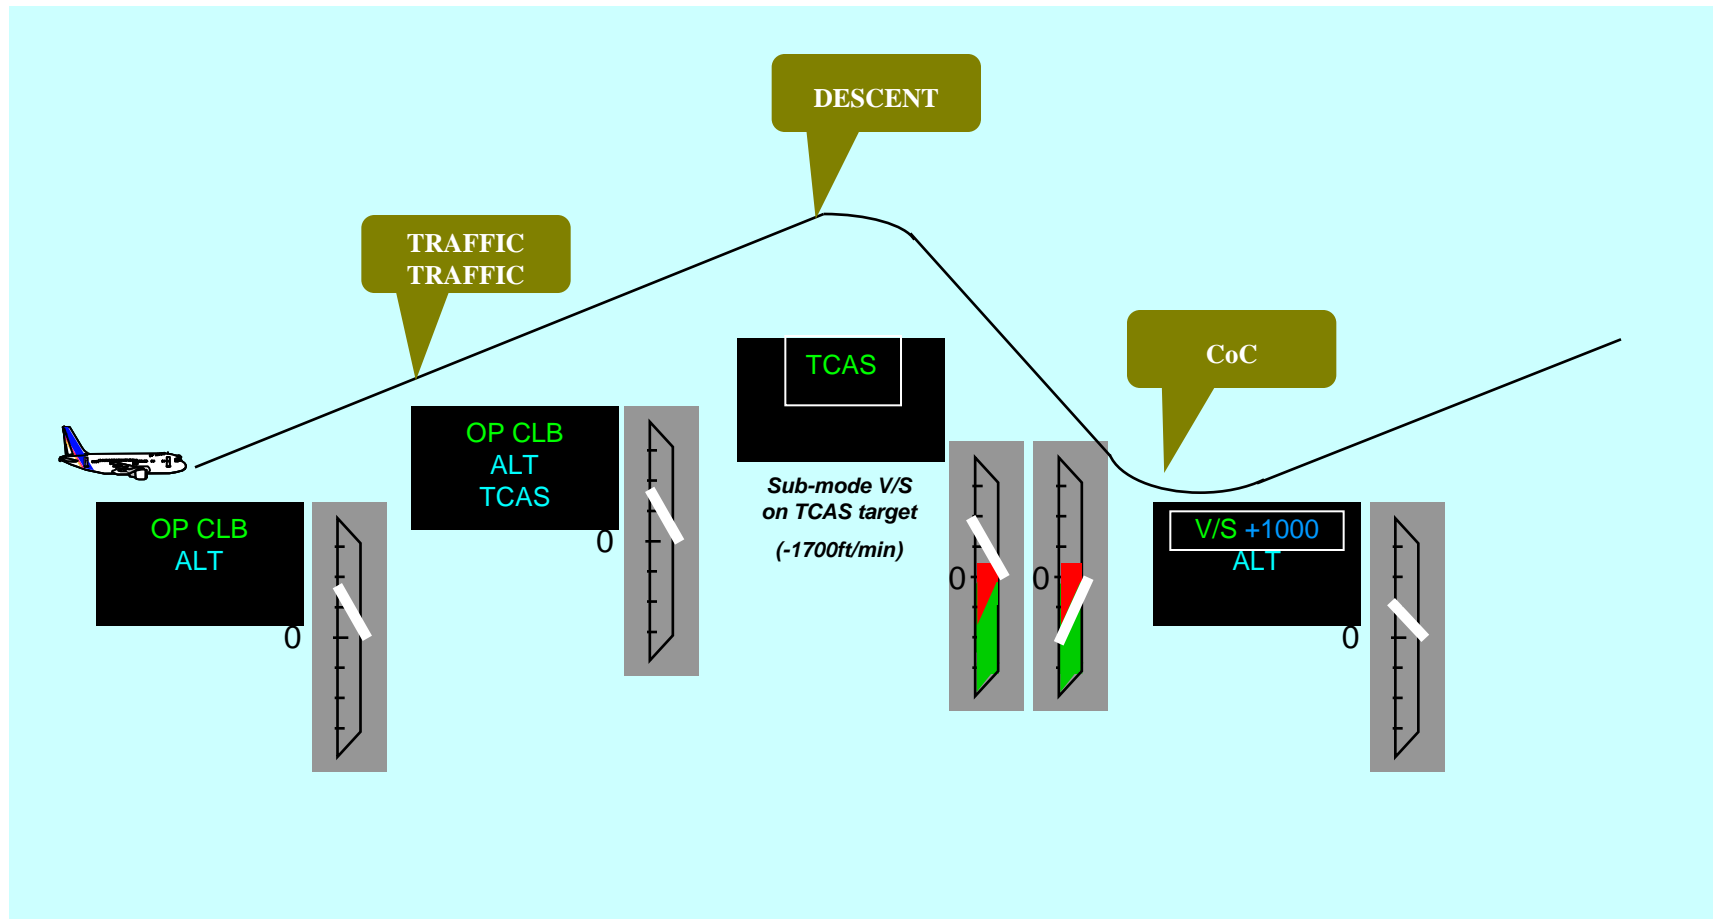 DESCENT
TRAFFIC
TRAFFIC
CoC
TCAS
OP CLB
ALT
TCAS
0
Sub-mode V/S
on TCAS target
(-1700ft/min)
0
0
OP CLB
ALT
0
V/S +1000
ALT
0